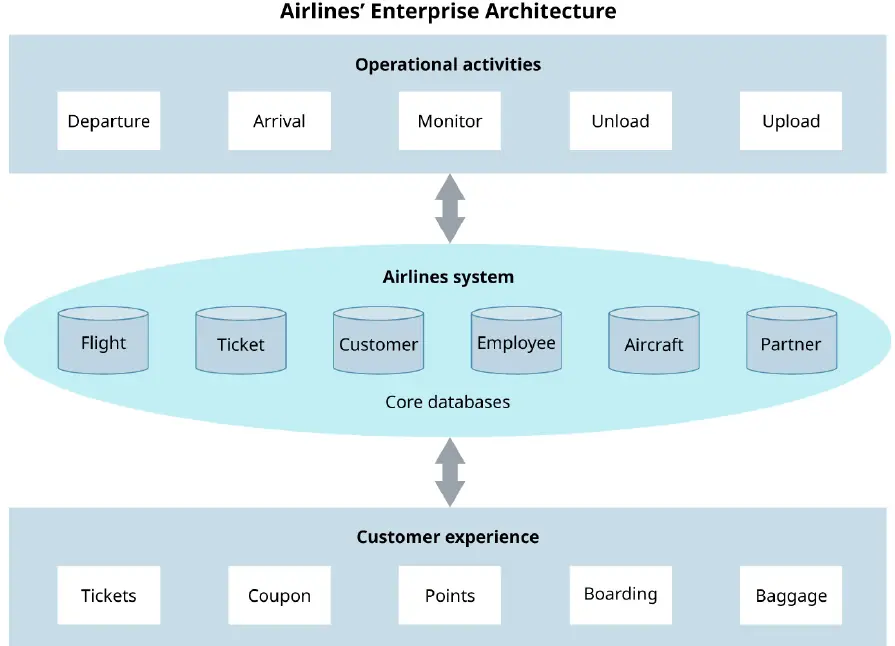 Airlines’ Enterprise Architecture
Operational activities
Departure
Arrival
Monitor
Unload
Upload
Airlines system
Flight
Ticket
Customer
Employee
Aircraft
Partner
Core databases
Customer experience
Tickets
Coupon
Points
Boarding
Baggage